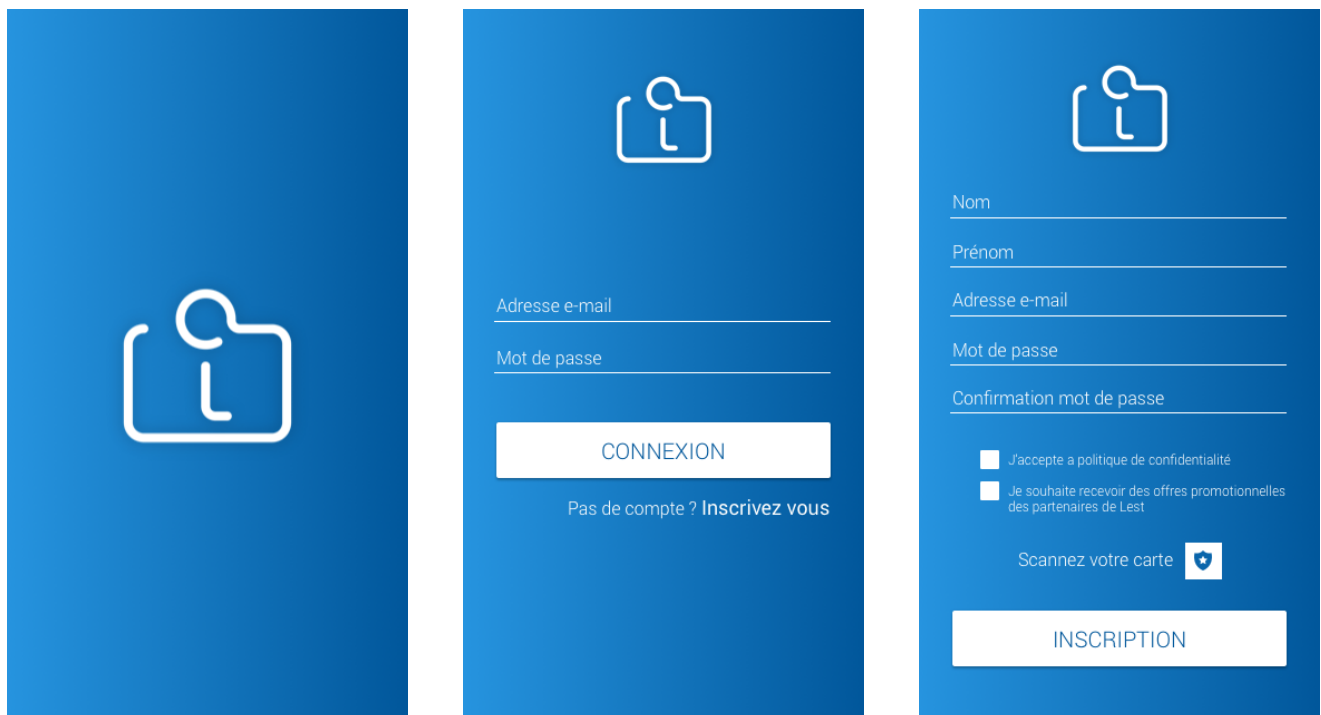 Adresse e-mail
Mot de passe
CONNEXION
Pas de compte ? Inscrivez vous
Nom
Prénom
Adresse e-mail
Mot de passe
Confirmation mot de passe
J'accepte a politique de confidentialité
Je souhaite recevoir des offres promotionnelles
des partenaires de Lest
Scannez votre carte
INSCRIPTION